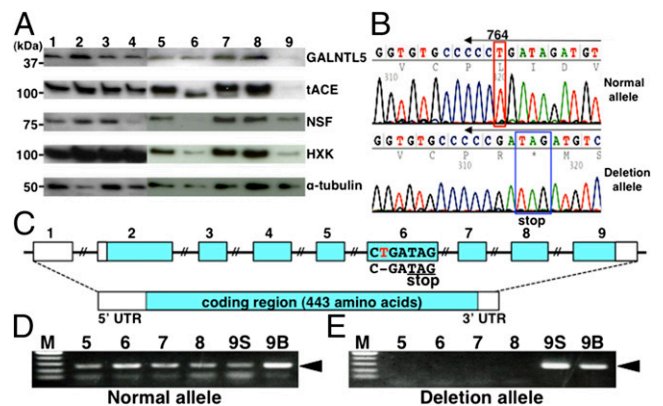 A
(kDa)
1 2 3 4 5 6 7 8 9
37 GALNTL5
100 tACE
75 NSF
100 HXK
50 α-tubulin
B
764
G G T G T G C C C C C T G A T A G A T G T
V C P L I D V
310
Normal allele
G G T G T G C C C C C G A T A G A T G T C
V C P R * M S
310 320
Deletion allele
stop
C
1 2 3 4 5 6 7 8 9
CTGATAG
C-GATAG
stop
coding region (443 amino acids)
5' UTR 3' UTR
D
M 5 6 7 8 9S 9B
Normal allele
E
M 5 6 7 8 9S 9B
Deletion allele